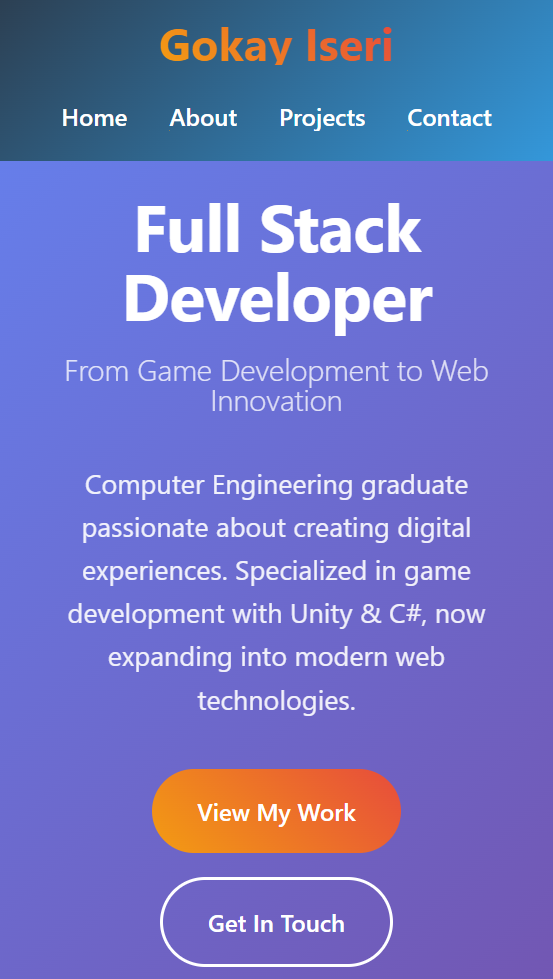 Gokay Iseri
Home About Projects Contact
Full Stack
Developer
From Game Development to Web
Innovation
Computer Engineering graduate
passionate about creating digital
experiences. Specialized in game
development with Unity & C#, now
expanding into modern web
technologies.
View My Work
Get In Touch